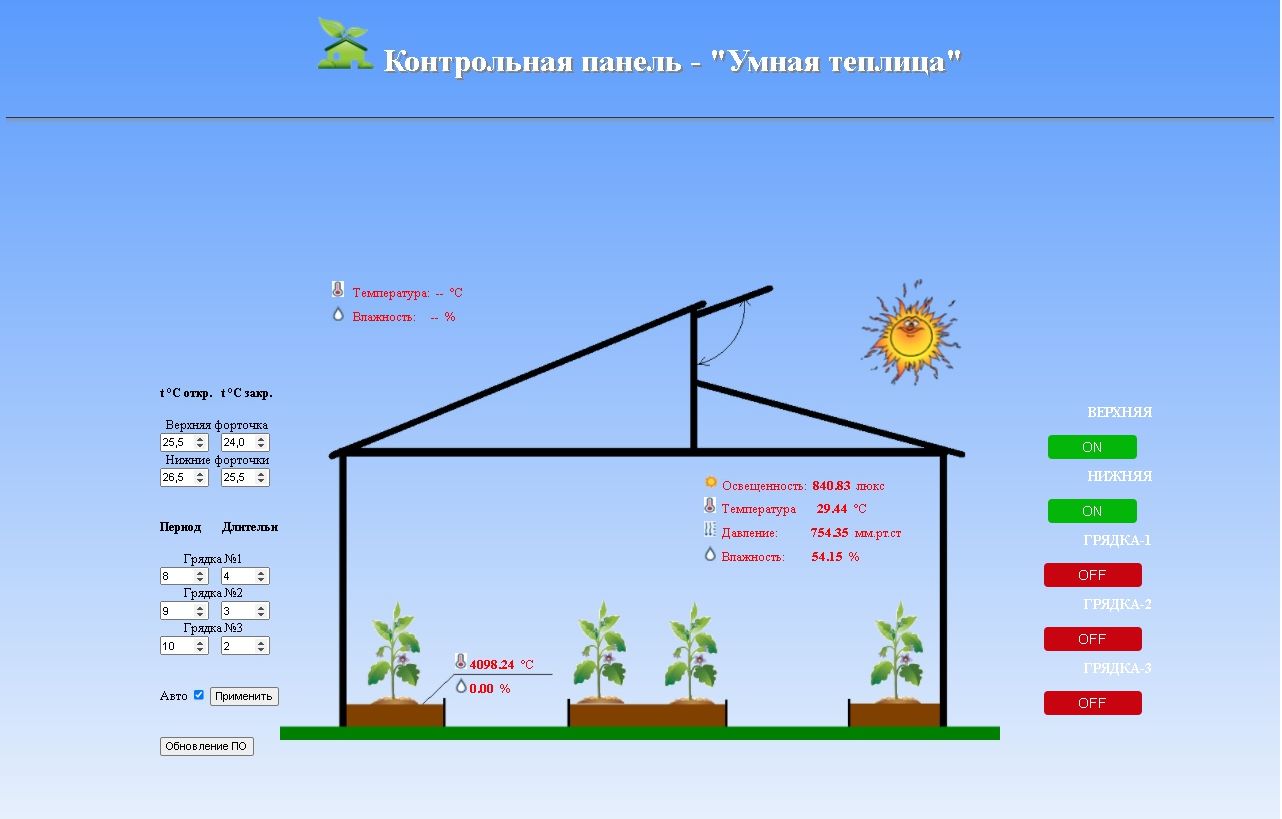 Контрольная панель - "Умная теплица"
Температура: -- °C
Влажность: -- %
t °C откр. t °C закр.
Верхняя форточка
25,5 24,0
Нижние форточки
26,5 25,5
Период Длительн
Грядка №1
8 4
Грядка №2
9 3
Грядка №3
10 2
Авто Применить
Обновление ПО
Освещенность: 840.83 люкс
Температура 29.44 °C
Давление: 754.35 мм.рт.ст
Влажность: 54.15 %
4098.24 °C
0.00 %
ВЕРХНЯЯ
ON
НИЖНЯЯ
ON
ГРЯДКА-1
OFF
ГРЯДКА-2
OFF
ГРЯДКА-3
OFF